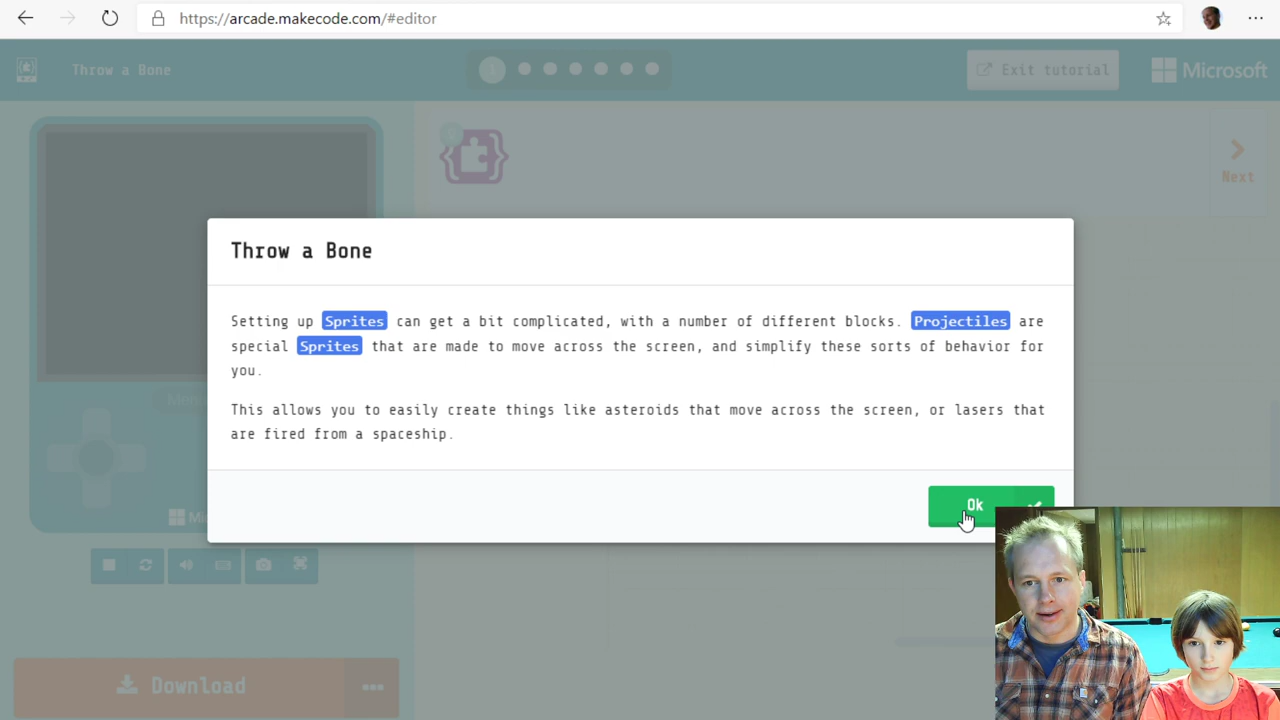 https://arcade.makecode.com/#editor
Throw a Bone
1
Exit tutorial
Microsoft
Next
Throw a Bone
Setting up Sprites can get a bit complicated, with a number of different blocks. Projectiles are
special Sprites that are made to move across the screen, and simplify these sorts of behavior for
you.
This allows you to easily create things like asteroids that move across the screen, or lasers that
are fired from a spaceship.
Ok
Download